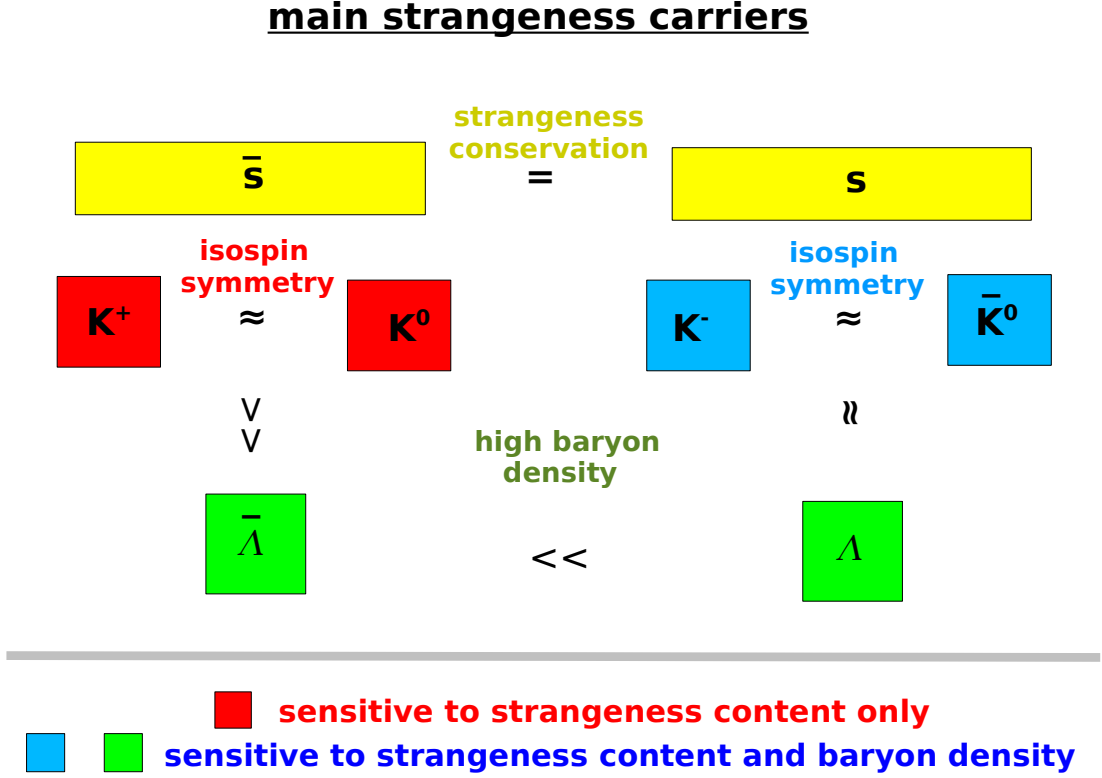 main strangeness carriers
strangeness
conservation
s̄ = s
isospin
symmetry
isospin
symmetry
K⁺ ≈ K⁰ K⁻ ≈ K̄⁰
>> ≈
high baryon
density
Λ̄ << Λ
sensitive to strangeness content only
sensitive to strangeness content and baryon density